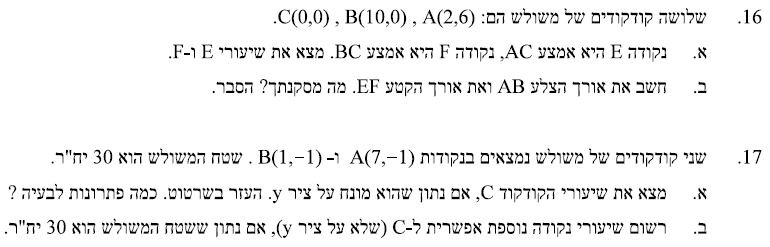 16. שלושה קודקודים של משולש הם: A(2,6) , B(10,0) , C(0,0).
א. נקודה E היא אמצע AC, נקודה F היא אמצע BC. מצא את שיעורי E ו-F.
ב. חשב את אורך הצלע AB ואת אורך הקטע EF. מה מסקנתך? הסבר.
17. שני קודקודים של משולש נמצאים בנקודות A(7,−1) ו- B(1,−1) . שטח המשולש הוא 30 יח"ר.
א. מצא את שיעורי הקודקוד C, אם נתון שהוא מונח על ציר y. העזר בשרטוט. כמה פתרונות לבעיה ?
ב. רשום שיעורי נקודה נוספת אפשרית ל-C (שלא על ציר y), אם נתון ששטח המשולש הוא 30 יח"ר.